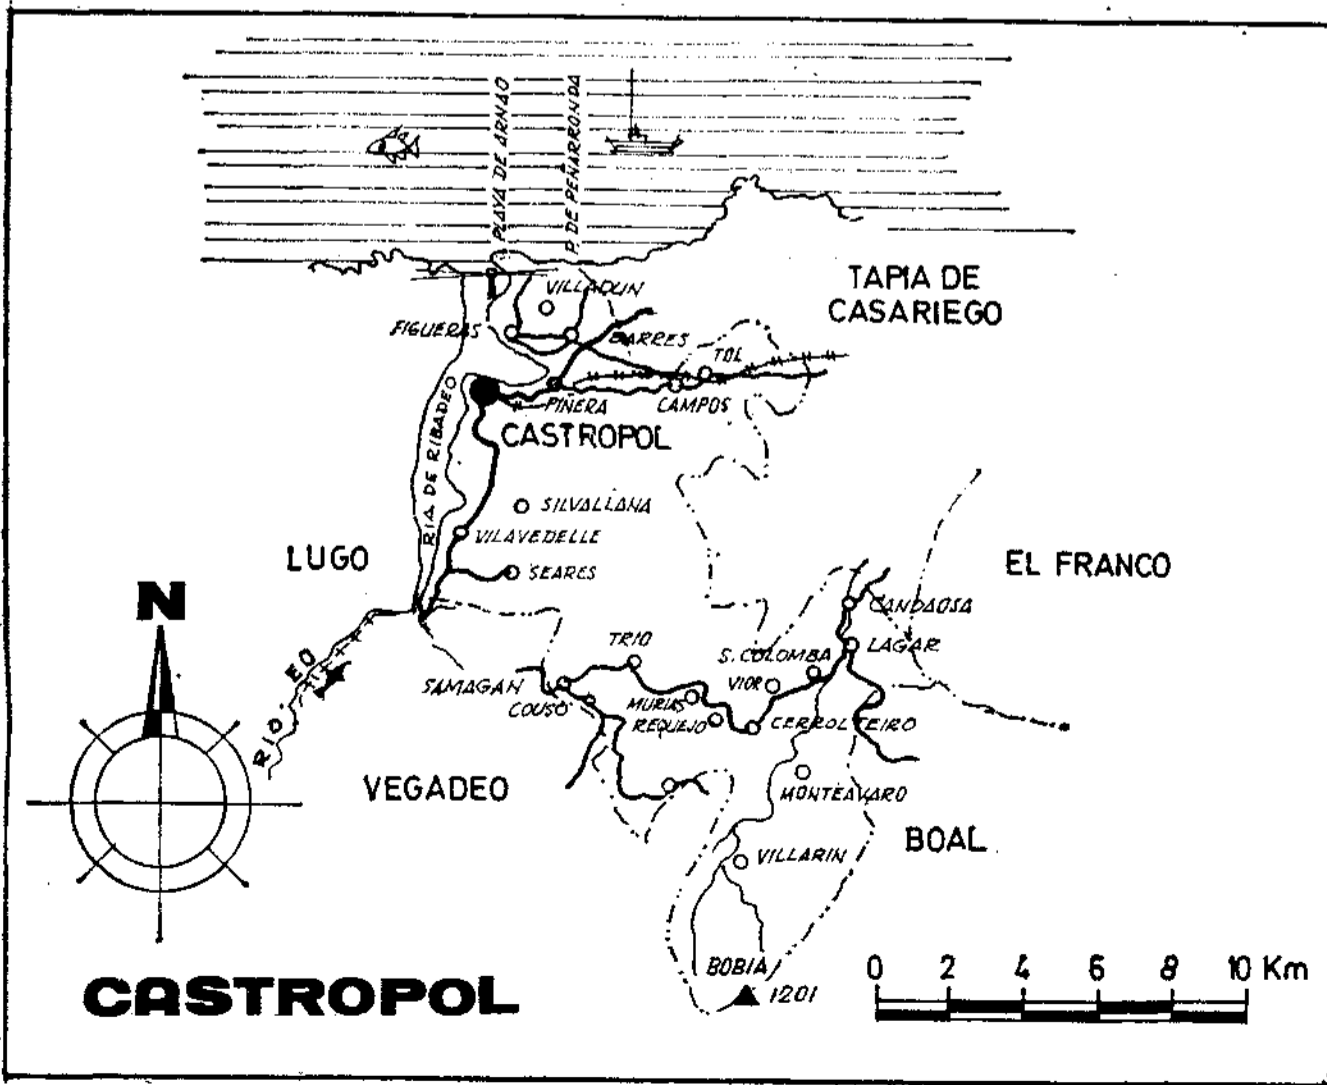 PLAYA DE ARNAO
P. DE PEÑARRONDA
TAPIA DE
CASARIEGO
VILLADUN
FIGUERAS
BARRES
TOL
PIÑERA
CAMPOS
CASTROPOL
RIA DE RIBADEO
SILVALLANA
VILAVEDELLE
LUGO
SEARES
EL FRANCO
N
CANDAOSA
TRIO
LAGAR
S. COLOMBA
RIO EO
SAMAGAN
VIOR
COUSO
MURIAS
REQUEJO
CERROLTEIRO
VEGADEO
MONTEAVARO
BOAL
VILLARIN
BOBIA
1201
0 2 4 6 8 10 Km
CASTROPOL